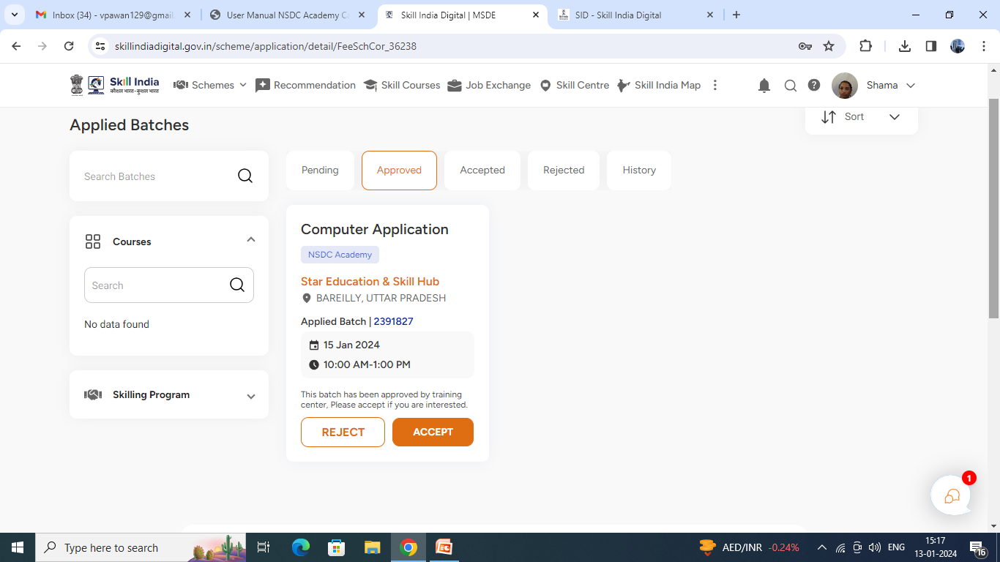 Inbox (34) - vpawan129@gmail
User Manual NSDC Academy C
Skill India Digital | MSDE
SID - Skill India Digital
skillindiadigital.gov.in/scheme/application/detail/FeeSchCor_36238
Skill India
कौशल भारत-कुशल भारत
Schemes
Recommendation
Skill Courses
Job Exchange
Skill Centre
Skill India Map
Shama
Applied Batches
Sort
Search Batches
Pending
Approved
Accepted
Rejected
History
Courses
Search
No data found
Skilling Program
Computer Application
NSDC Academy
Star Education & Skill Hub
BAREILLY, UTTAR PRADESH
Applied Batch | 2391827
15 Jan 2024
10:00 AM-1:00 PM
This batch has been approved by training
center, Please accept if you are interested.
REJECT
ACCEPT
1
Type here to search
AED/INR -0.24%
ENG
15:17
13-01-2024
16